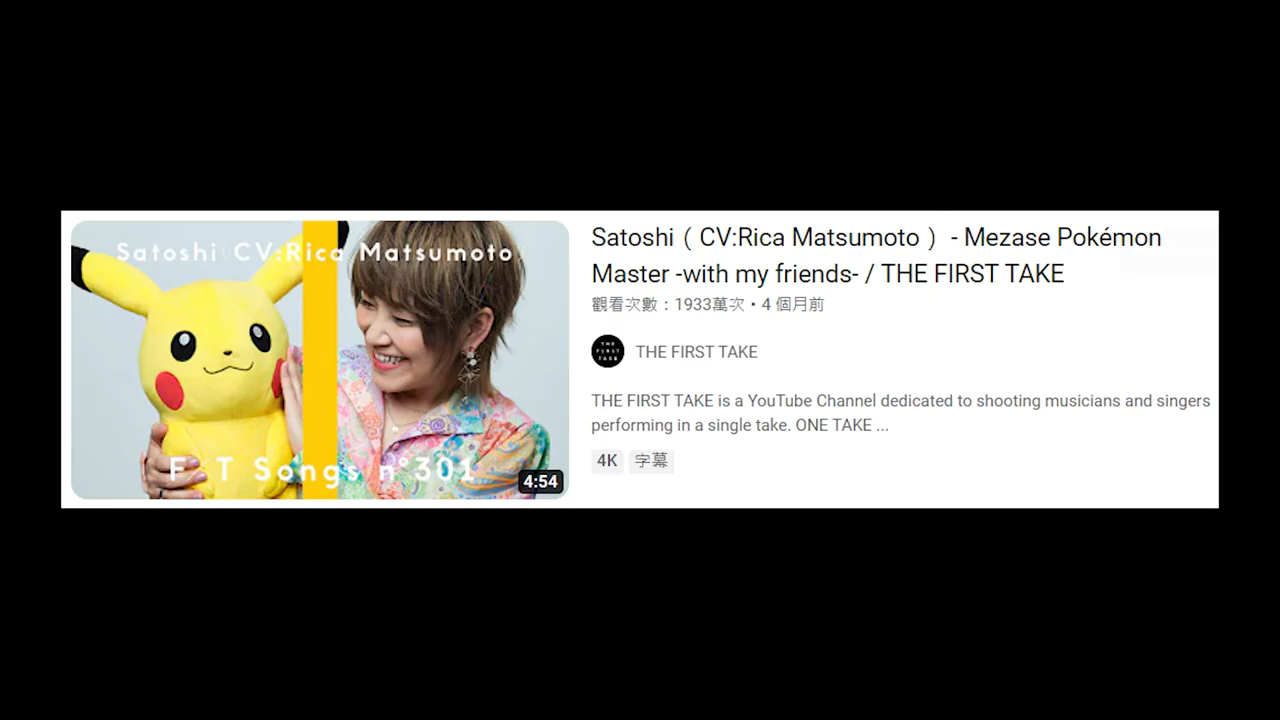 Satoshi（CV:Rica Matsumoto
F T Songs n°301
4:54
Satoshi（CV:Rica Matsumoto）- Mezase Pokémon
Master -with my friends- / THE FIRST TAKE
觀看次數：1933萬次・4 個月前
THE
FIRST
TAKE
THE FIRST TAKE
THE FIRST TAKE is a YouTube Channel dedicated to shooting musicians and singers
performing in a single take. ONE TAKE ...
4K 字幕